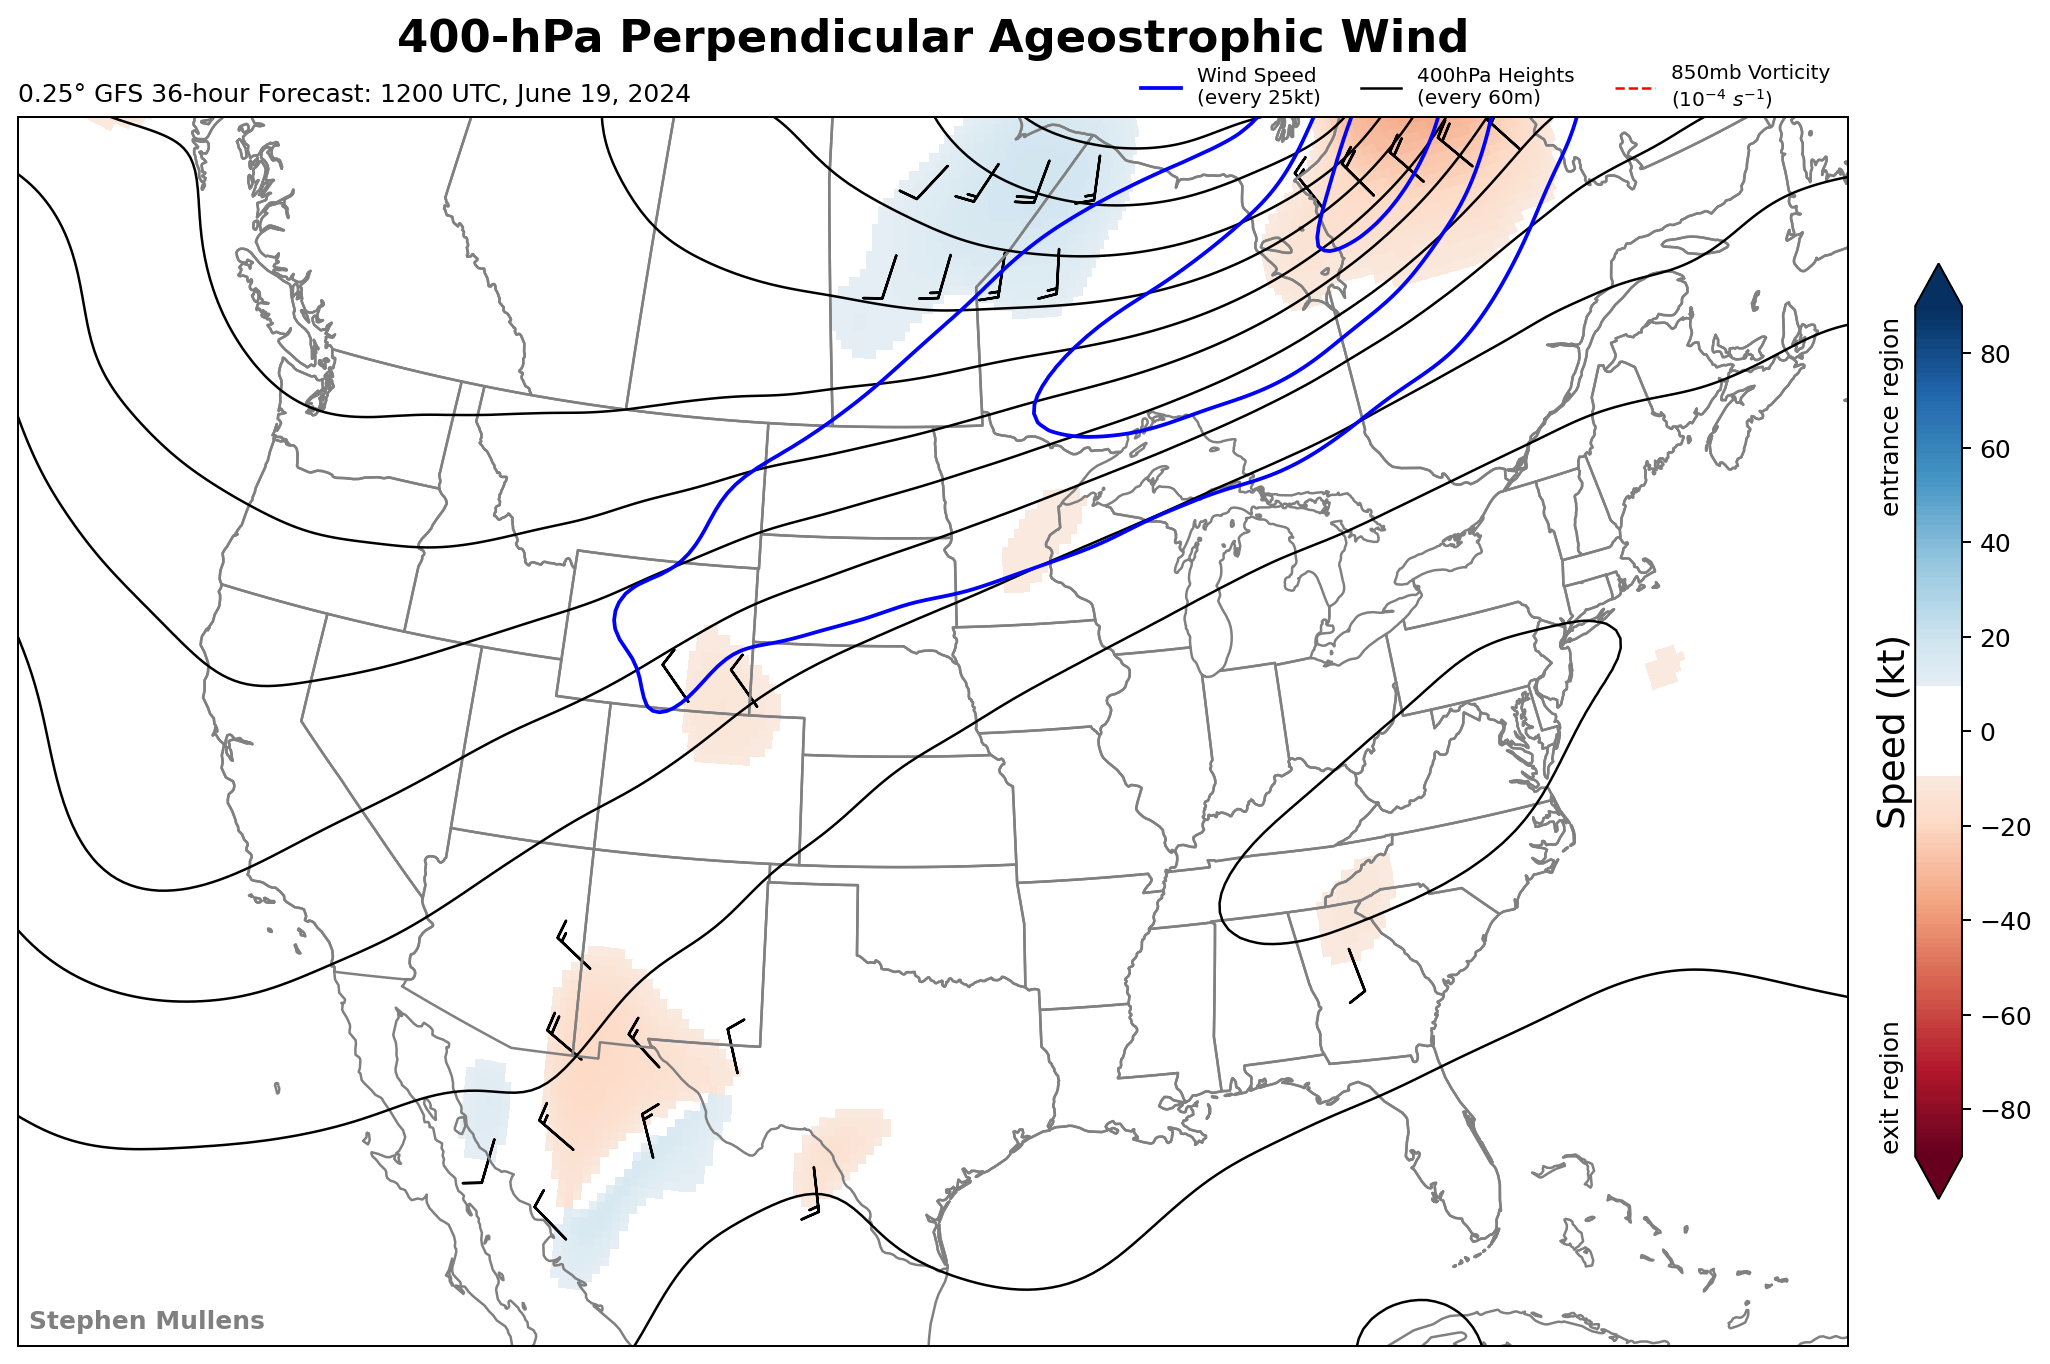 400-hPa Perpendicular Ageostrophic Wind
0.25° GFS 36-hour Forecast: 1200 UTC, June 19, 2024
Wind Speed
(every 25kt)
400hPa Heights
(every 60m)
850mb Vorticity
(10⁻⁴ s⁻¹)
entrance region
Speed (kt)
exit region
80
60
40
20
0
−20
−40
−60
−80
Stephen Mullens